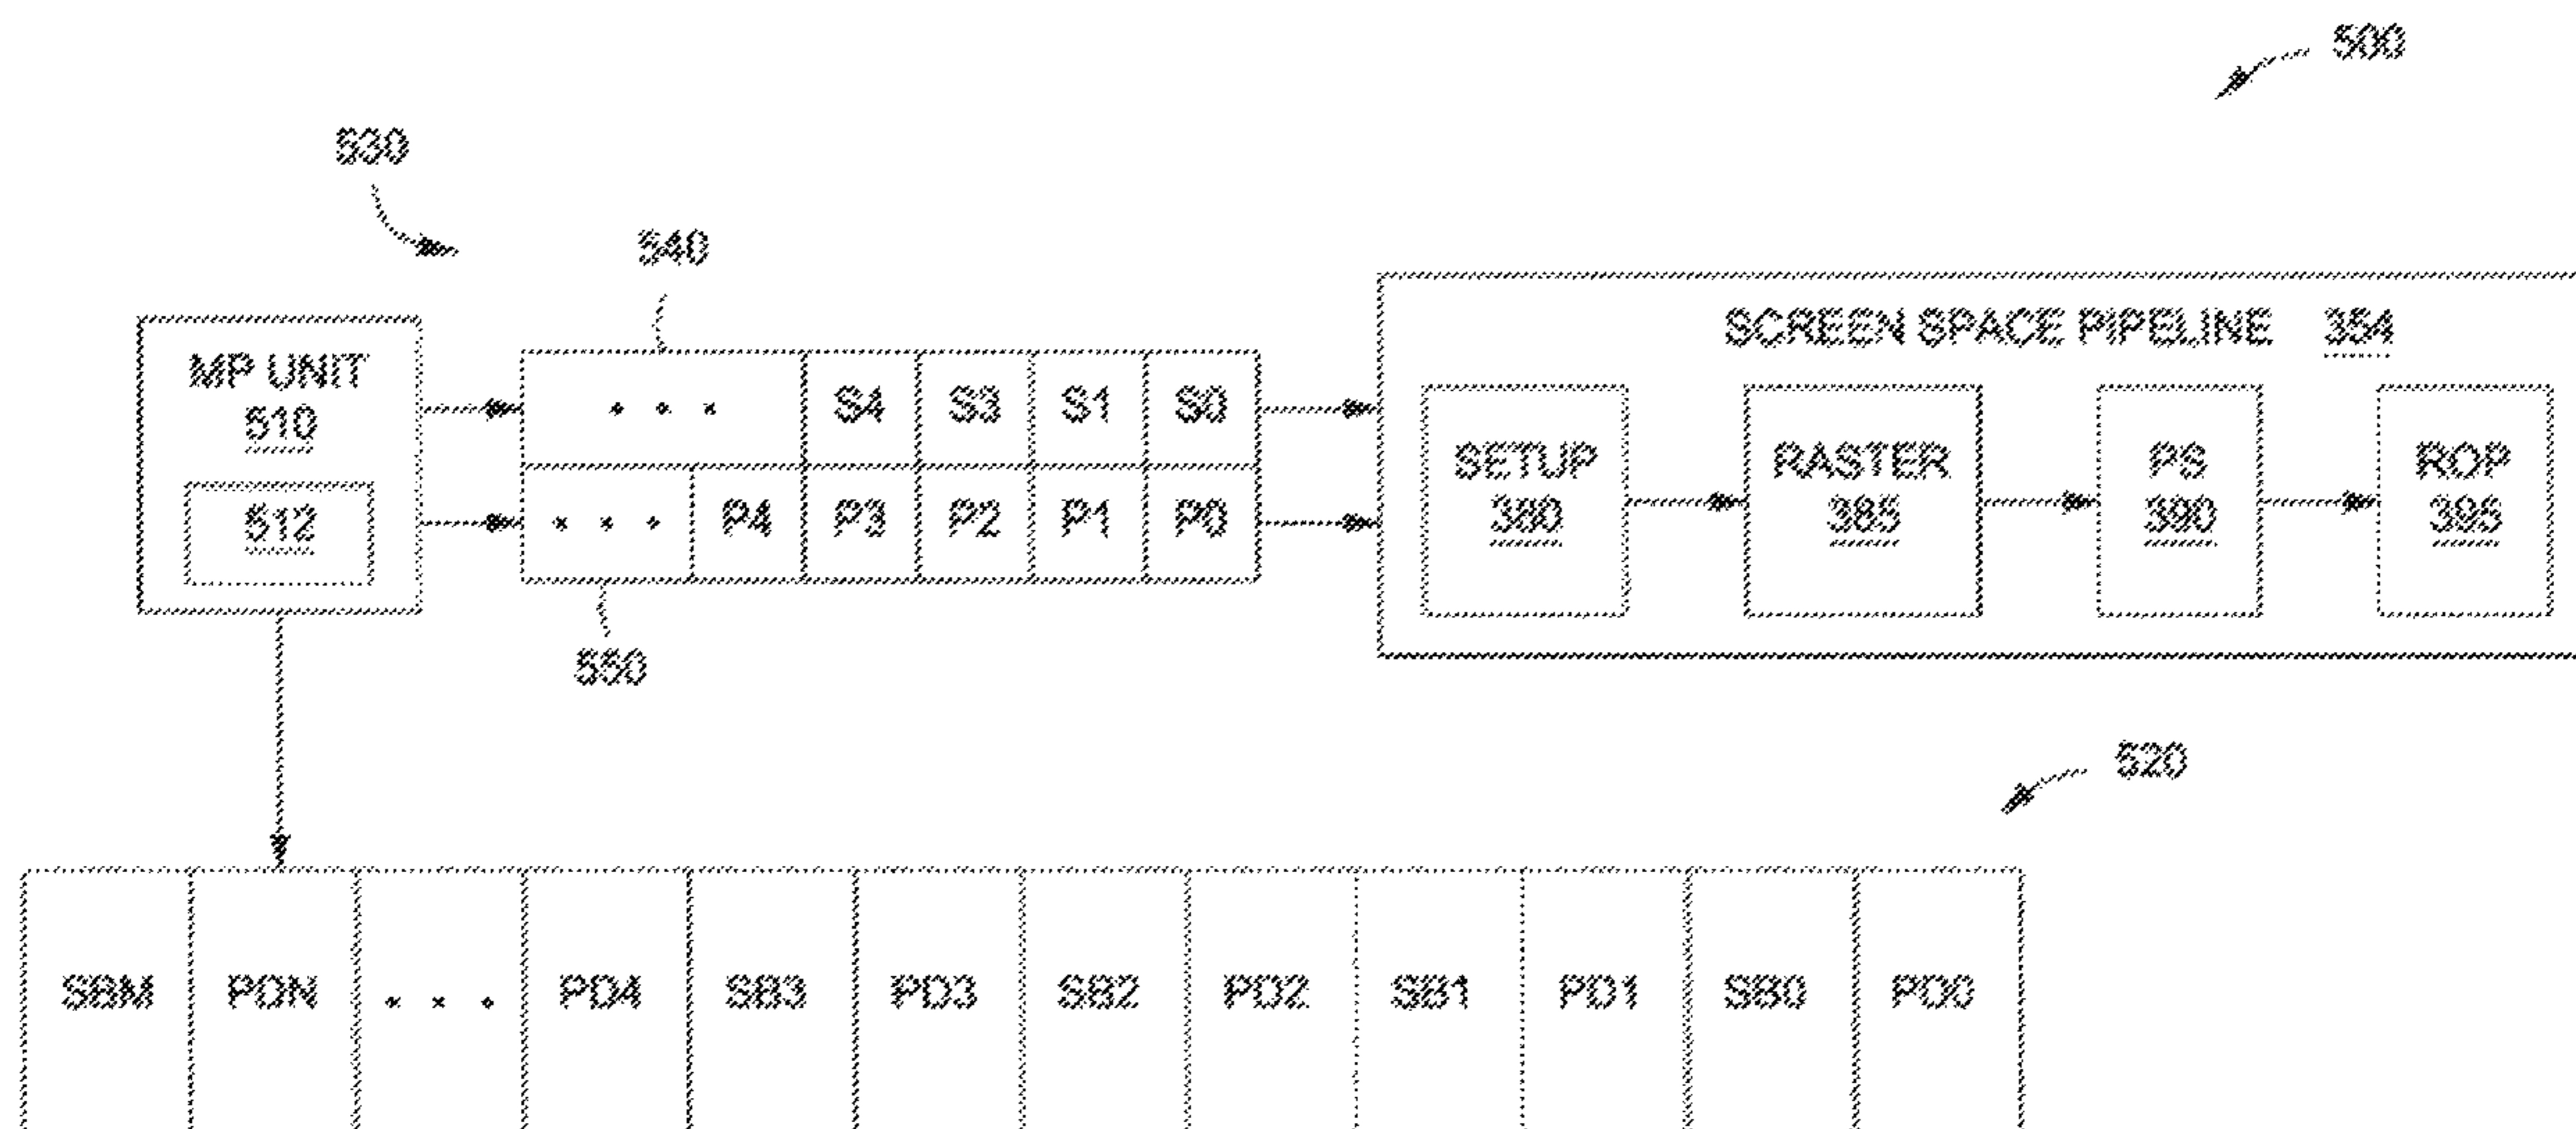 500
530
540
SCREEN SPACE PIPELINE 354
MP UNIT
510
512
. . . S4 S3 S1 S0
. . . P4 P3 P2 P1 P0
SETUP
380
RASTER
385
PS
390
ROP
395
550
520
SBM PDN . . . PD4 SB3 PD3 SB2 PD2 SB1 PD1 SB0 PD0